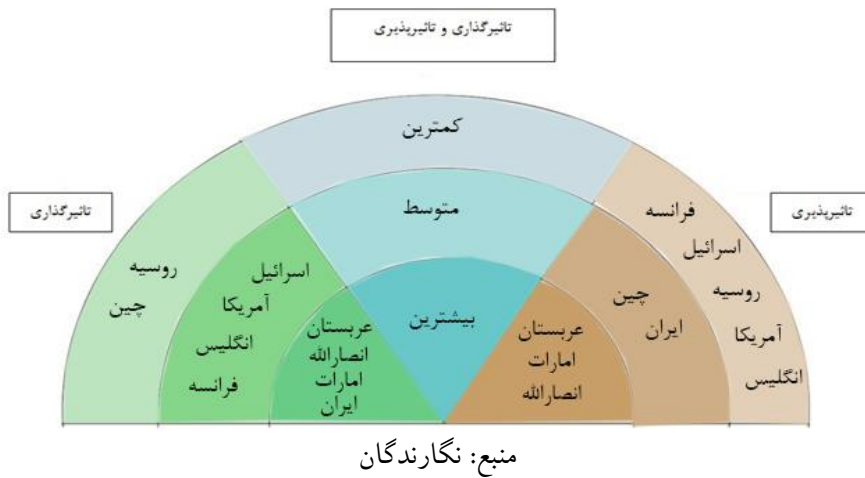 تاثیرگذاری و تاثیرپذیری
تاثیرپذیری
تاثیرگذاری
کمترین
متوسط
بیشترین
فرانسه
اسرائیل
روسیه
آمریکا
انگلیس
چین
ایران
عربستان
امارات
انصارالله
عربستان
انصارالله
امارات
ایران
اسرائیل
آمریکا
انگلیس
فرانسه
روسیه
چین
منبع: نگارندگان